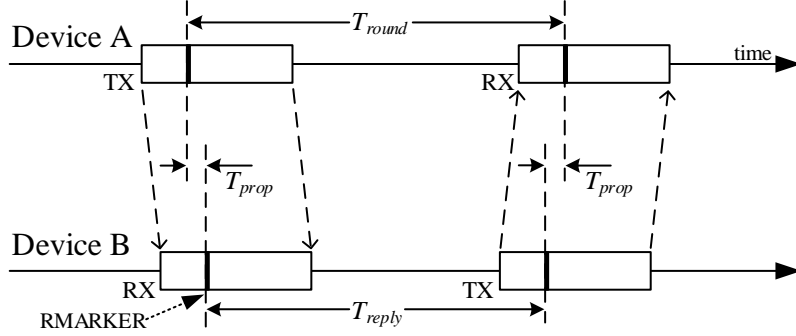 T_round
Device A
time
TX
RX
T_prop
T_prop
Device B
RX
TX
RMARKER
T_reply